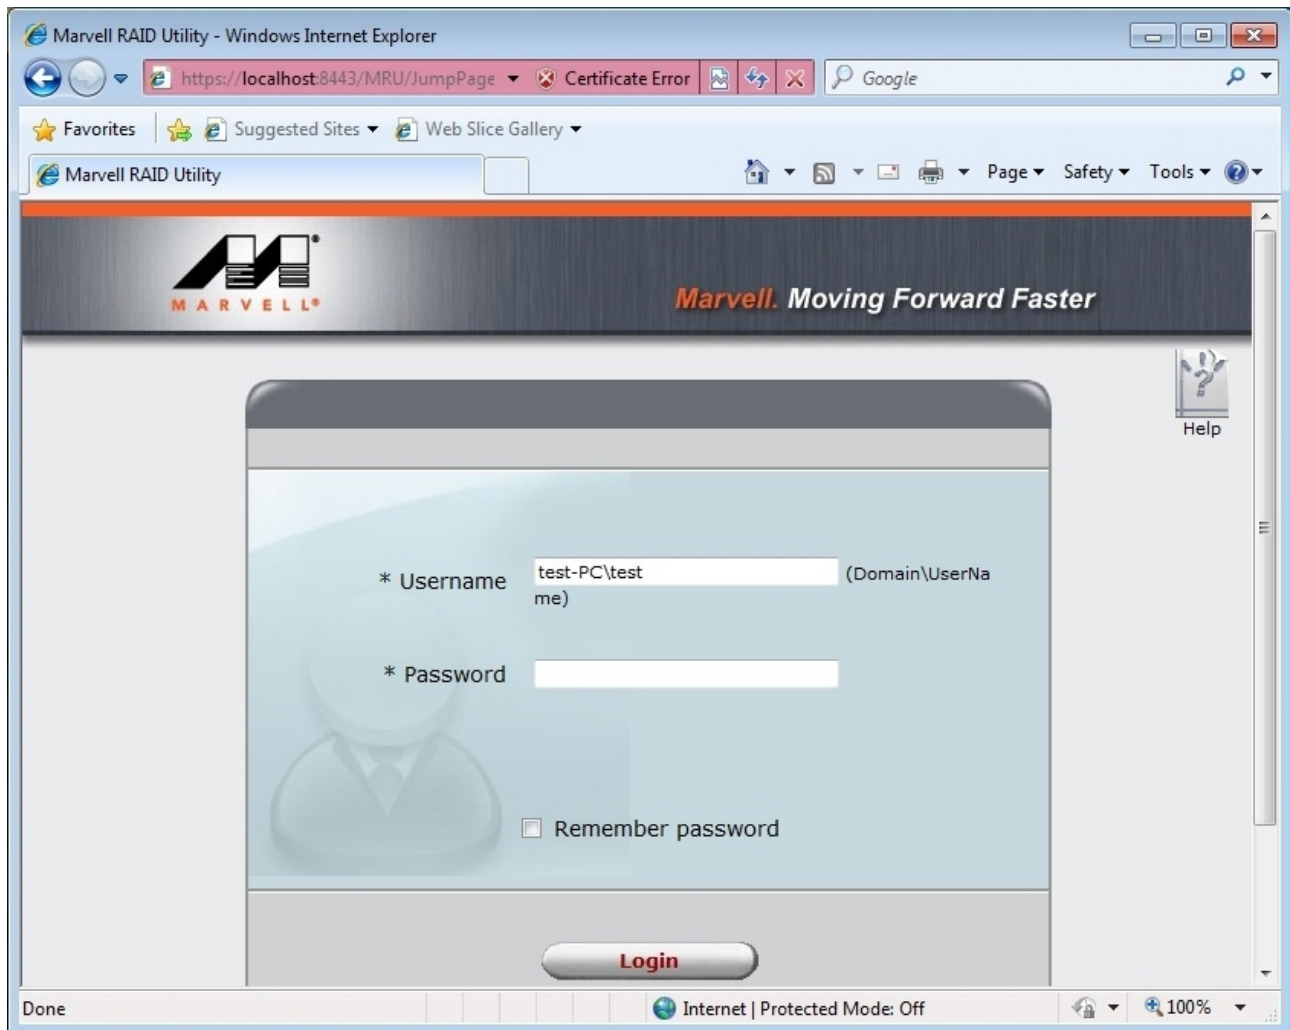 Marvell RAID Utility - Windows Internet Explorer
https://localhost:8443/MRU/JumpPage Certificate Error Google
Favorites Suggested Sites Web Slice Gallery
Marvell RAID Utility Page Safety Tools
MARVELL® Marvell. Moving Forward Faster
Help
* Username test-PC\test (Domain\UserNa
me)
* Password
Remember password
Login
Done Internet | Protected Mode: Off 100%